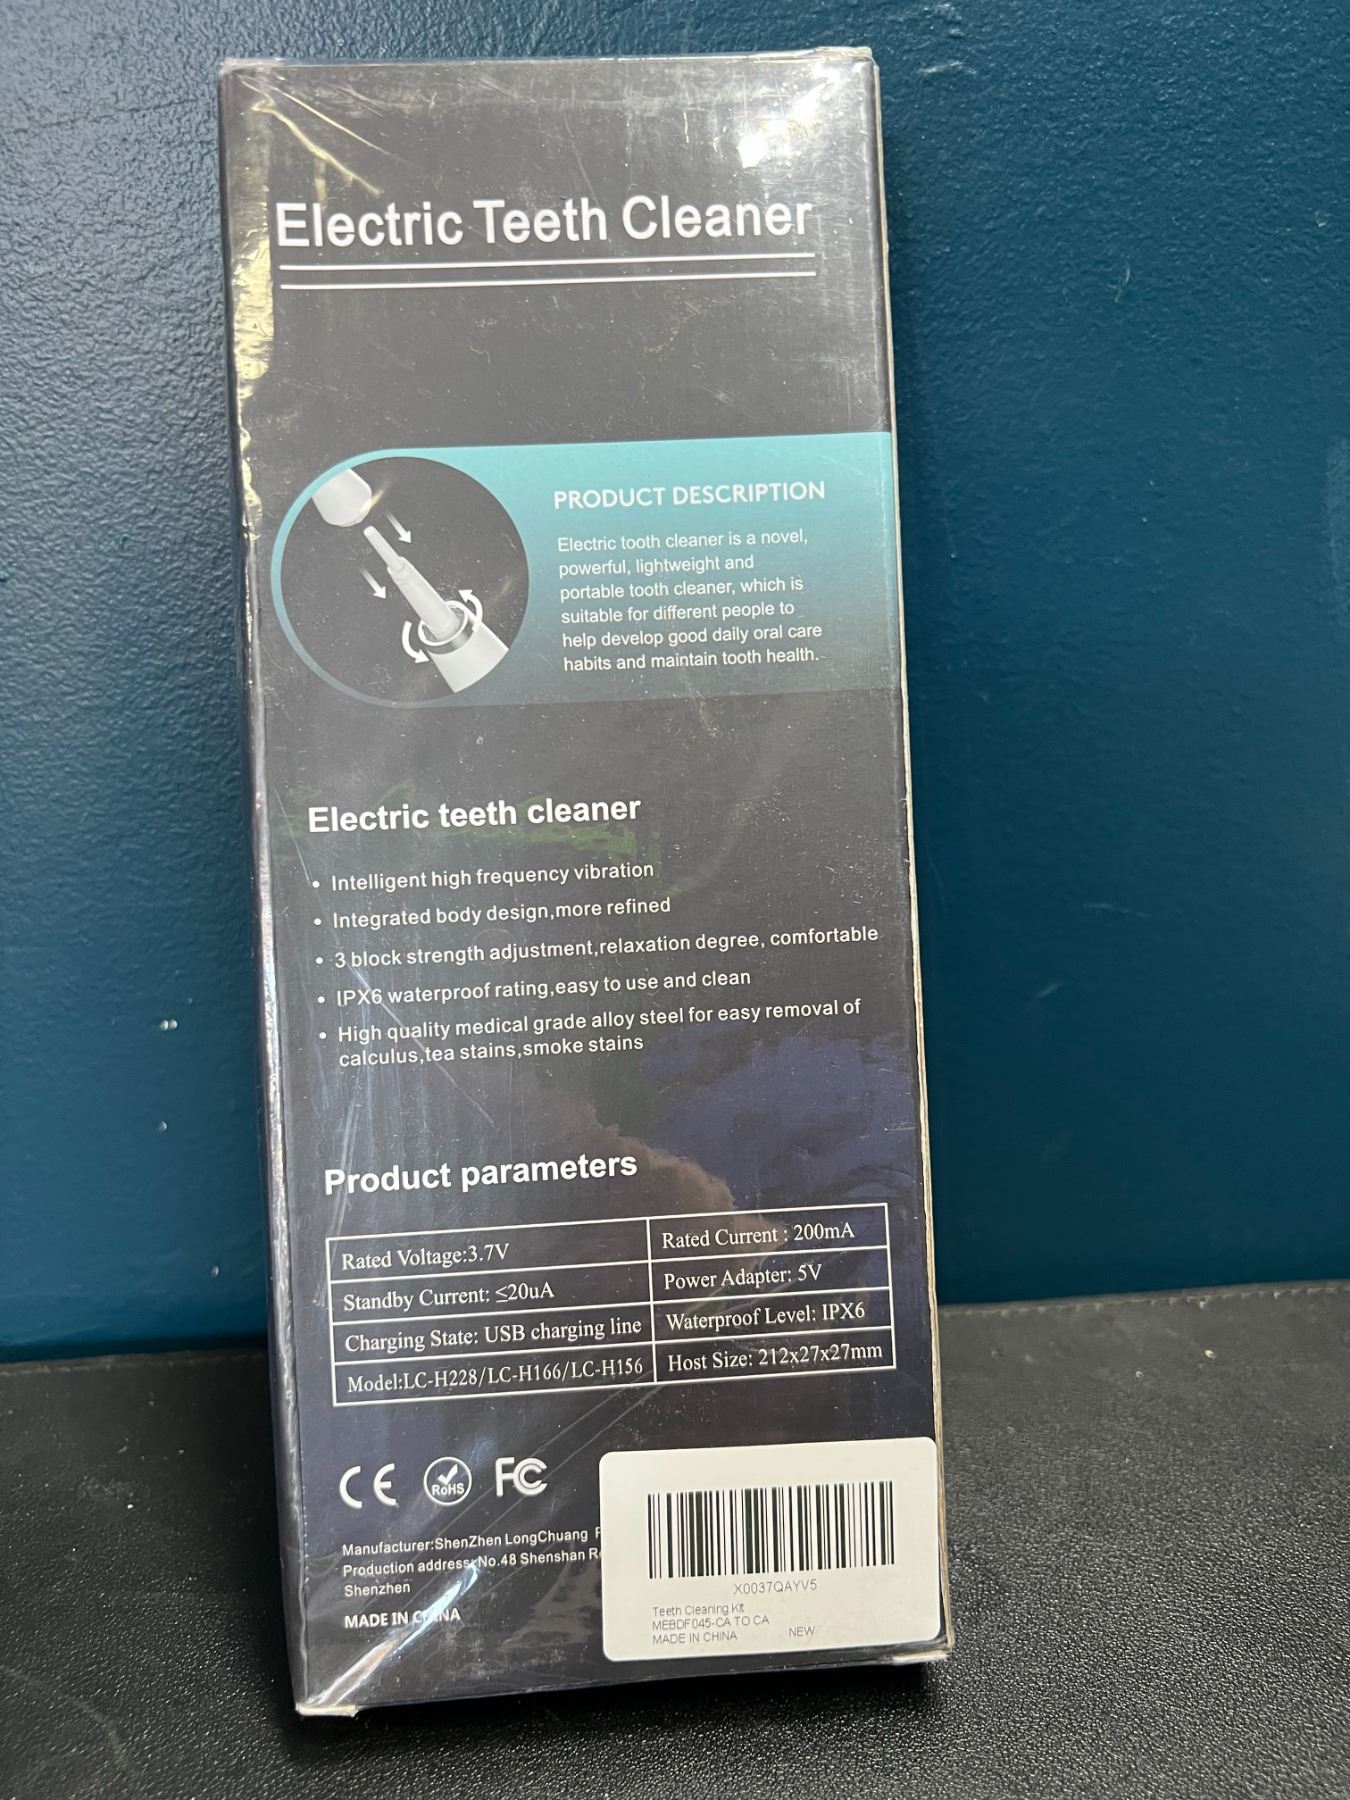 Electric Teeth Cleaner
PRODUCT DESCRIPTION
Electric tooth cleaner is a novel,
powerful, lightweight and
portable tooth cleaner, which is
suitable for different people to
help develop good daily oral care
habits and maintain tooth health.
Electric teeth cleaner
• Intelligent high frequency vibration
• Integrated body design,more refined
• 3 block strength adjustment,relaxation degree, comfortable
• IPX6 waterproof rating,easy to use and clean
• High quality medical grade alloy steel for easy removal of
calculus,tea stains,smoke stains
Product parameters
Rated Voltage:3.7V
Rated Current : 200mA
Standby Current: ≤20uA
Power Adapter: 5V
Charging State: USB charging line
Waterproof Level: IPX6
Model:LC-H228/LC-H166/LC-H156
Host Size: 212x27x27mm
CE RoHS FC
Manufacturer:ShenZhen LongChuang
Production address:No.48 Shenshan
Shenzhen
MADE IN CHINA
X0037QAYV5
Teeth Cleaning Kit
MEBDF045-CA TO CA
MADE IN CHINA NEW